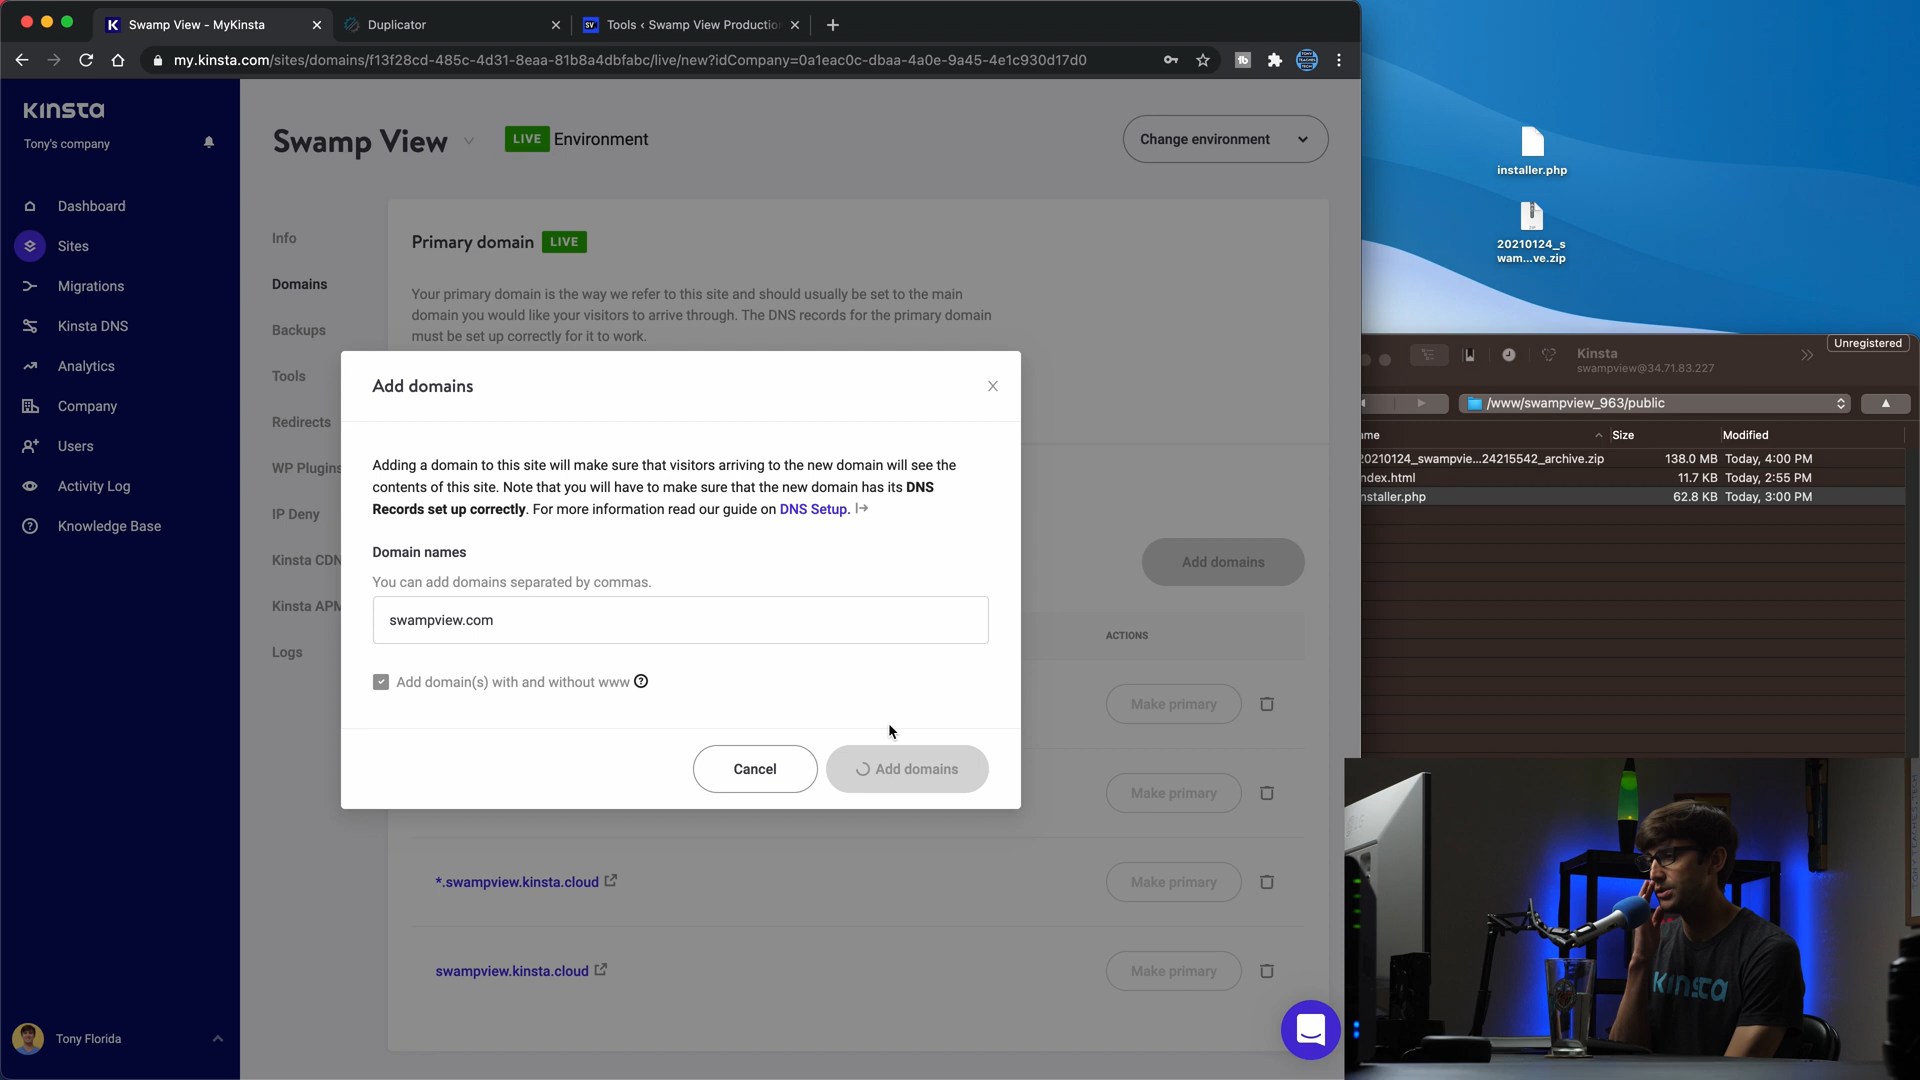 Swamp View - MyKinsta
Duplicator
Tools ‹ Swamp View Productio
my.kinsta.com/sites/domains/f13f28cd-485c-4d31-8eaa-81b8a4dbfabc/live/new?idCompany=0a1eac0c-dbaa-4a0e-9a45-4e1c930d17d0
KINSTA
Tony's company
Dashboard
Sites
Migrations
Kinsta DNS
Analytics
Company
Users
Activity Log
Knowledge Base
Tony Florida
Swamp View
LIVE Environment
Change environment
Info
Domains
Backups
Tools
Redirects
WP Plugins
IP Deny
Kinsta CDN
Kinsta APM
Logs
Primary domain LIVE
Your primary domain is the way we refer to this site and should usually be set to the main
domain you would like your visitors to arrive through. The DNS records for the primary domain
must be set up correctly for it to work.
Add domains
Adding a domain to this site will make sure that visitors arriving to the new domain will see the
contents of this site. Note that you will have to make sure that the new domain has its DNS
Records set up correctly. For more information read our guide on DNS Setup.
Domain names
You can add domains separated by commas.
swampview.com
Add domain(s) with and without www
Cancel
Add domains
Add domains
ACTIONS
Make primary
Make primary
*.swampview.kinsta.cloud
Make primary
swampview.kinsta.cloud
Make primary
installer.php
ZIP
20210124_s
wam...ve.zip
Unregistered
Kinsta
swampview@34.71.83.227
/www/swampview_963/public
me Size Modified
20210124_swampvie...24215542_archive.zip 138.0 MB Today, 4:00 PM
ndex.html 11.7 KB Today, 2:55 PM
nstaller.php 62.8 KB Today, 3:00 PM
KINSTA